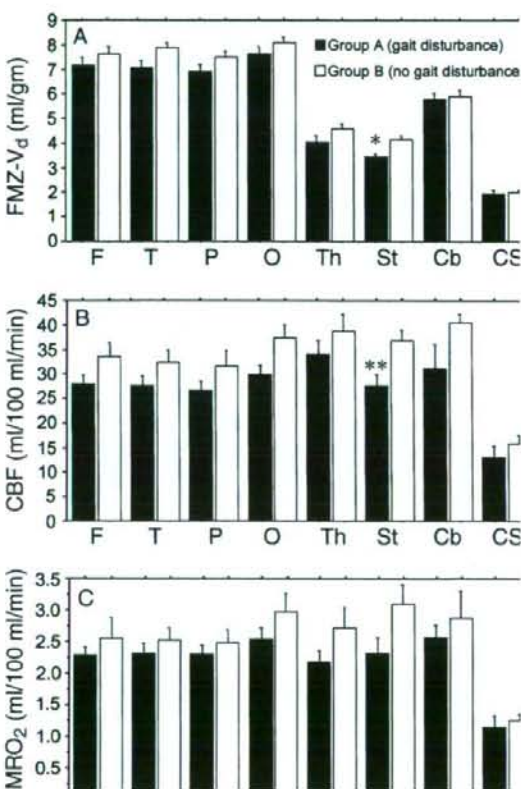 A
Group A (gait disturbance)
Group B (no gait disturbance
FMZ-Vd (ml/gm)
9
8
7
6
5
4
3
2
1
0
*
F T P O Th St Cb CS
B
CBF (ml/100 ml/min)
45
40
35
30
25
20
15
10
5
0
**
F T P O Th St Cb CS
C
MRO2 (ml/100 ml/min)
3.5
3.0
2.5
2.0
1.5
1.0
0.5